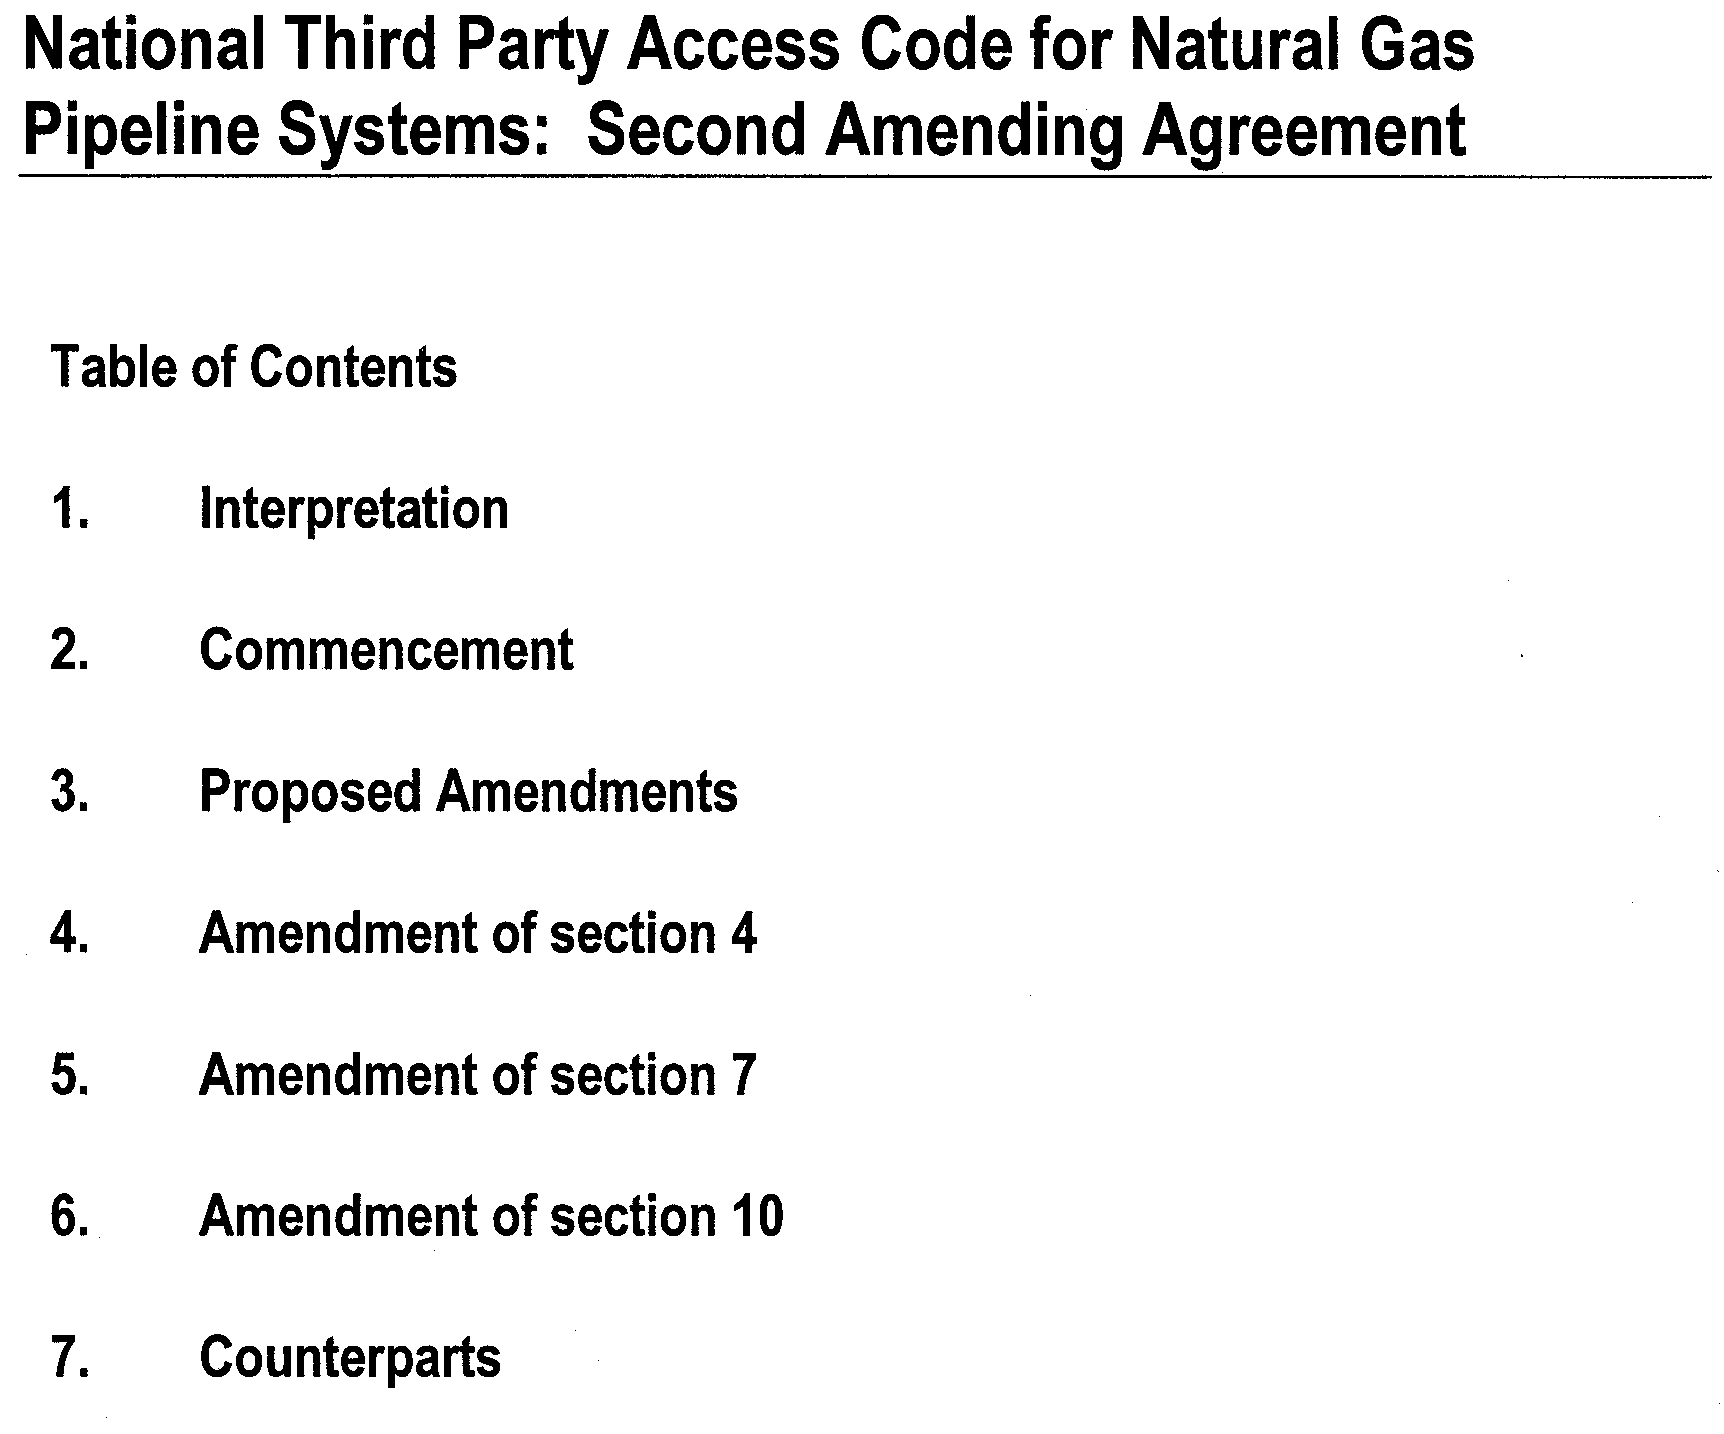 National Third Party Access Code for Natural Gas
Pipeline Systems: Second Amending Agreement
Table of Contents
1. Interpretation
2. Commencement
3. Proposed Amendments
4. Amendment of section 4
5. Amendment of section 7
6. Amendment of section 10
7. Counterparts